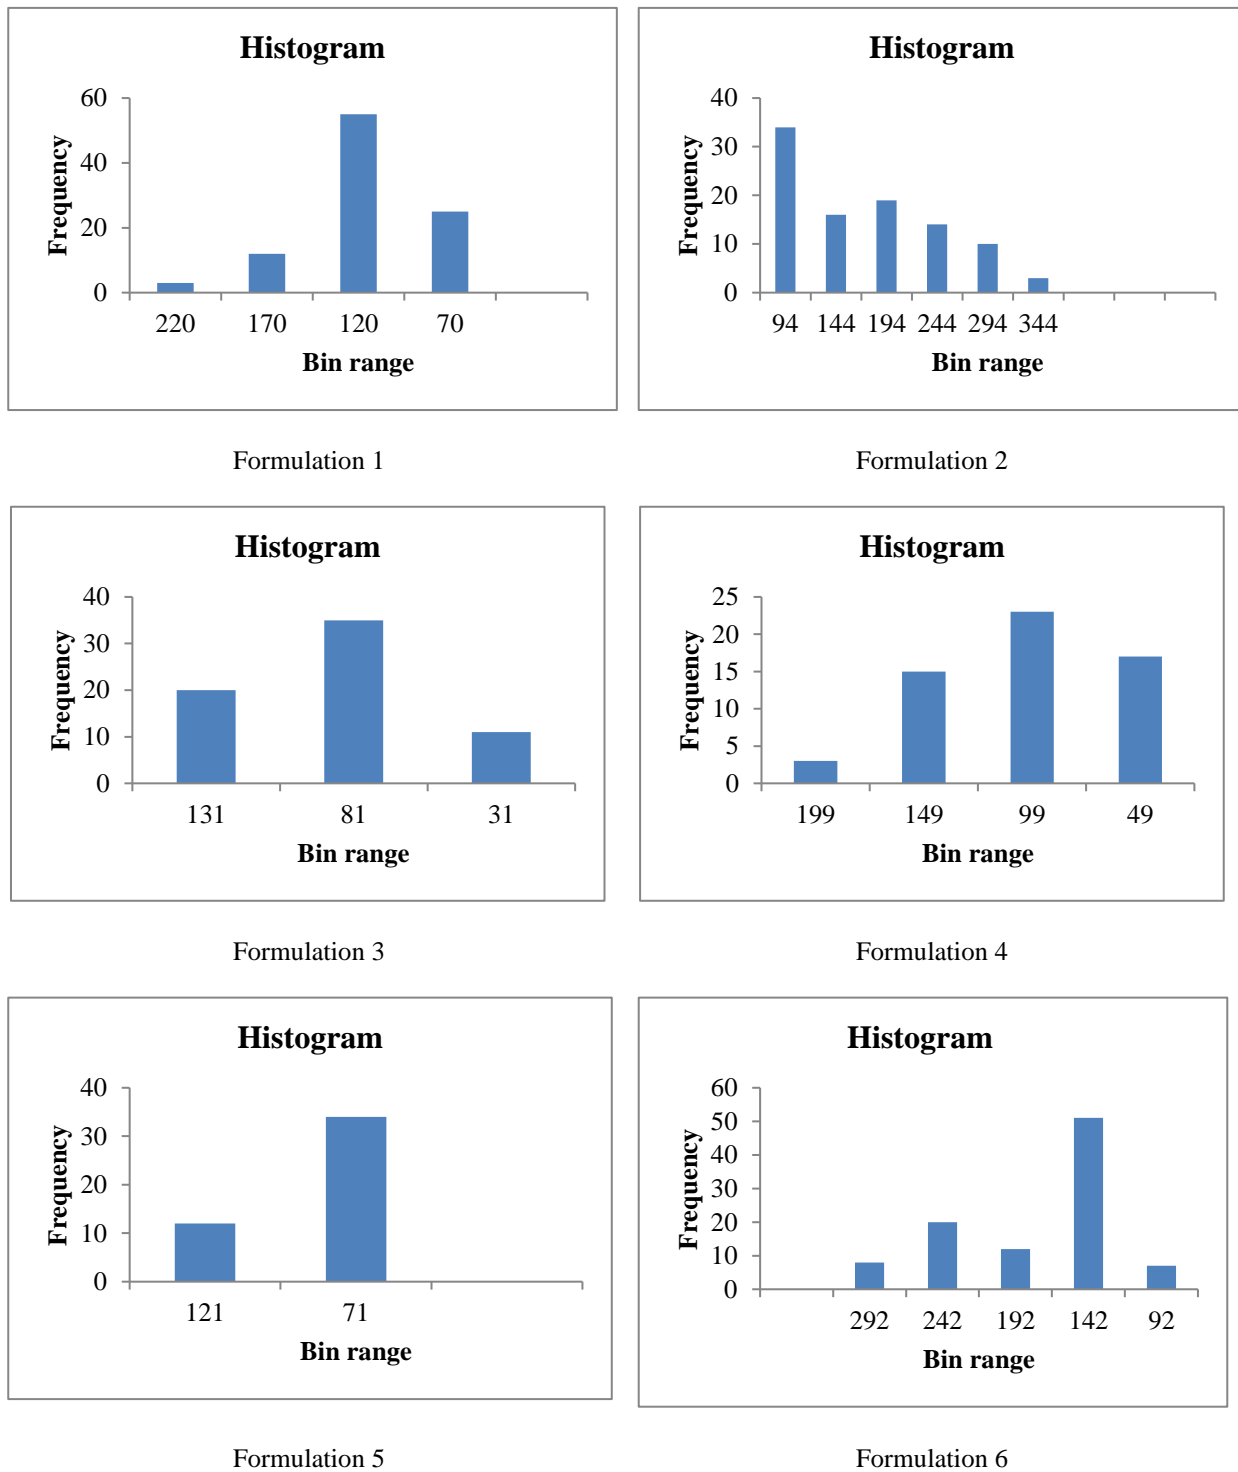 Histogram
60
40
20
0
Frequency
220 170 120 70
Bin range
Formulation 1
Histogram
40
30
20
10
0
Frequency
94 144 194 244 294 344
Bin range
Formulation 2
Histogram
40
30
20
10
0
Frequency
131 81 31
Bin range
Formulation 3
Histogram
25
20
15
10
5
0
Frequency
199 149 99 49
Bin range
Formulation 4
Histogram
40
30
20
10
0
Frequency
121 71
Bin range
Formulation 5
Histogram
60
50
40
30
20
10
0
Frequency
292 242 192 142 92
Bin range
Formulation 6